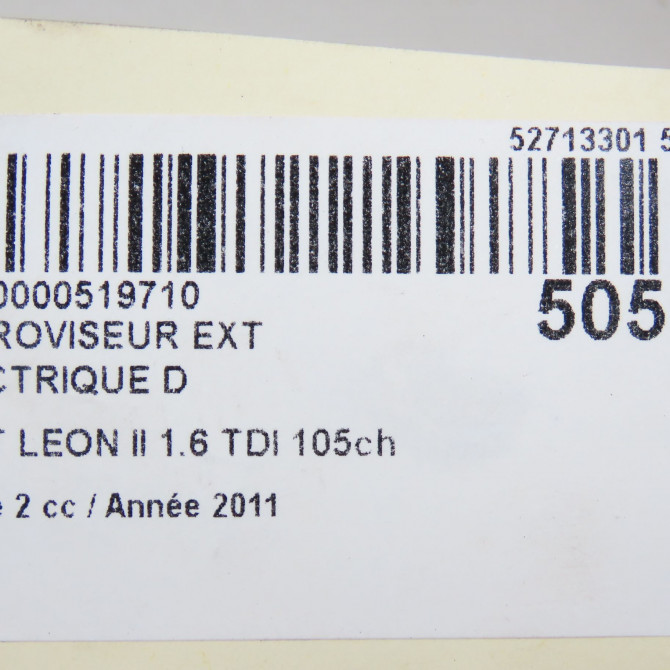 52713301 5
0000519710
505
ROVISEUR EXT
CTRIQUE D
T LEON II 1.6 TDI 105ch
e 2 cc / Année 2011